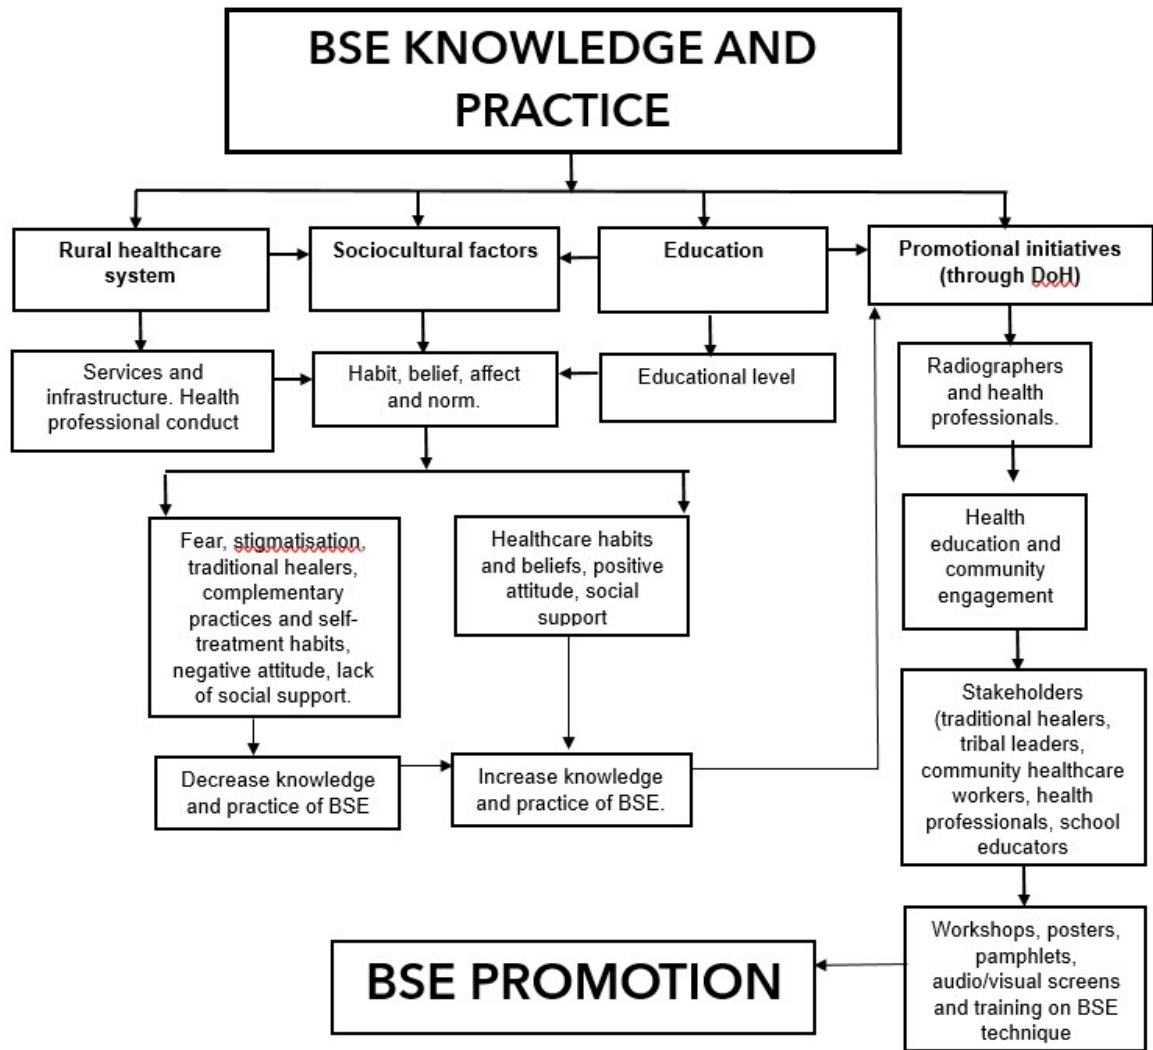 BSE KNOWLEDGE AND
PRACTICE
Rural healthcare
system
Sociocultural factors
Education
Promotional initiatives
(through DoH)
Services and
infrastructure. Health
professional conduct
Habit, belief, affect
and norm.
Educational level
Radiographers
and health
professionals.
Fear, stigmatisation,
traditional healers,
complementary
practices and self-
treatment habits,
negative attitude, lack
of social support.
Healthcare habits
and beliefs, positive
attitude, social
support
Health
education and
community
engagement
Decrease knowledge
and practice of BSE
Increase knowledge
and practice of BSE.
Stakeholders
(traditional healers,
tribal leaders,
community healthcare
workers, health
professionals, school
educators
Workshops, posters,
pamphlets,
audio/visual screens
and training on BSE
technique
BSE PROMOTION